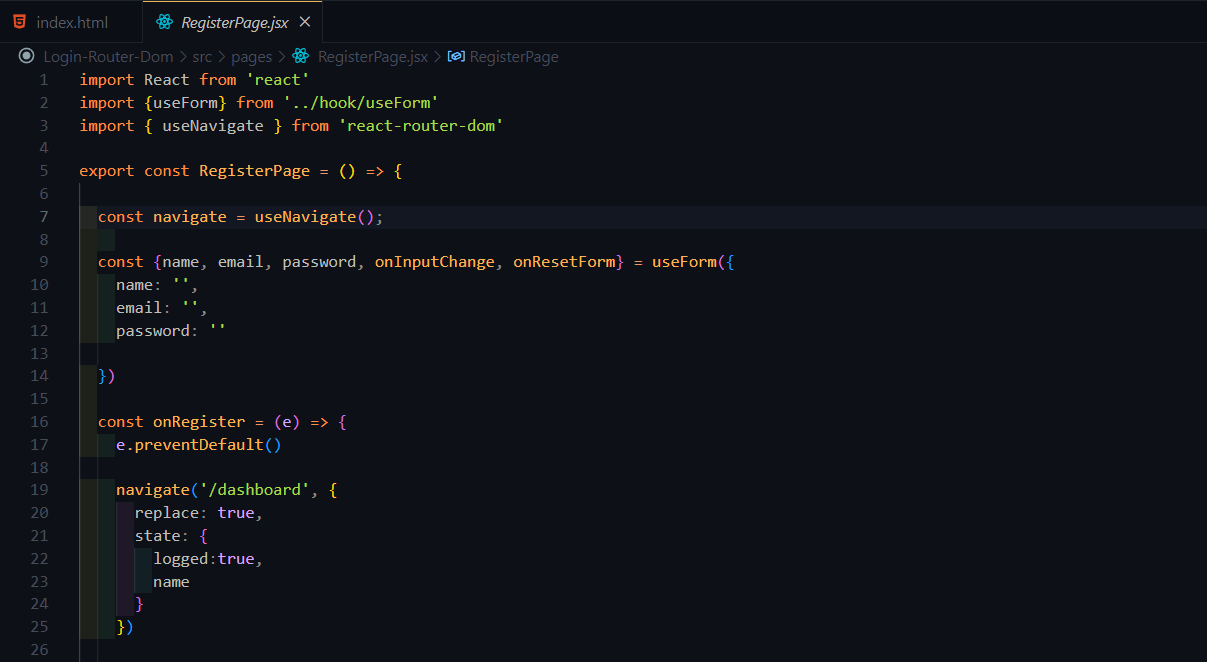 index.html RegisterPage.jsx ×
Login-Router-Dom > src > pages > RegisterPage.jsx > RegisterPage
1 import React from 'react'
2 import {useForm} from '../hook/useForm'
3 import { useNavigate } from 'react-router-dom'
4
5 export const RegisterPage = () => {
6
7 const navigate = useNavigate();
8
9 const {name, email, password, onInputChange, onResetForm} = useForm({
10 name: '',
11 email: '',
12 password: ''
13
14 })
15
16 const onRegister = (e) => {
17 e.preventDefault()
18
19 navigate('/dashboard', {
20 replace: true,
21 state: {
22 logged:true,
23 name
24 }
25 })
26